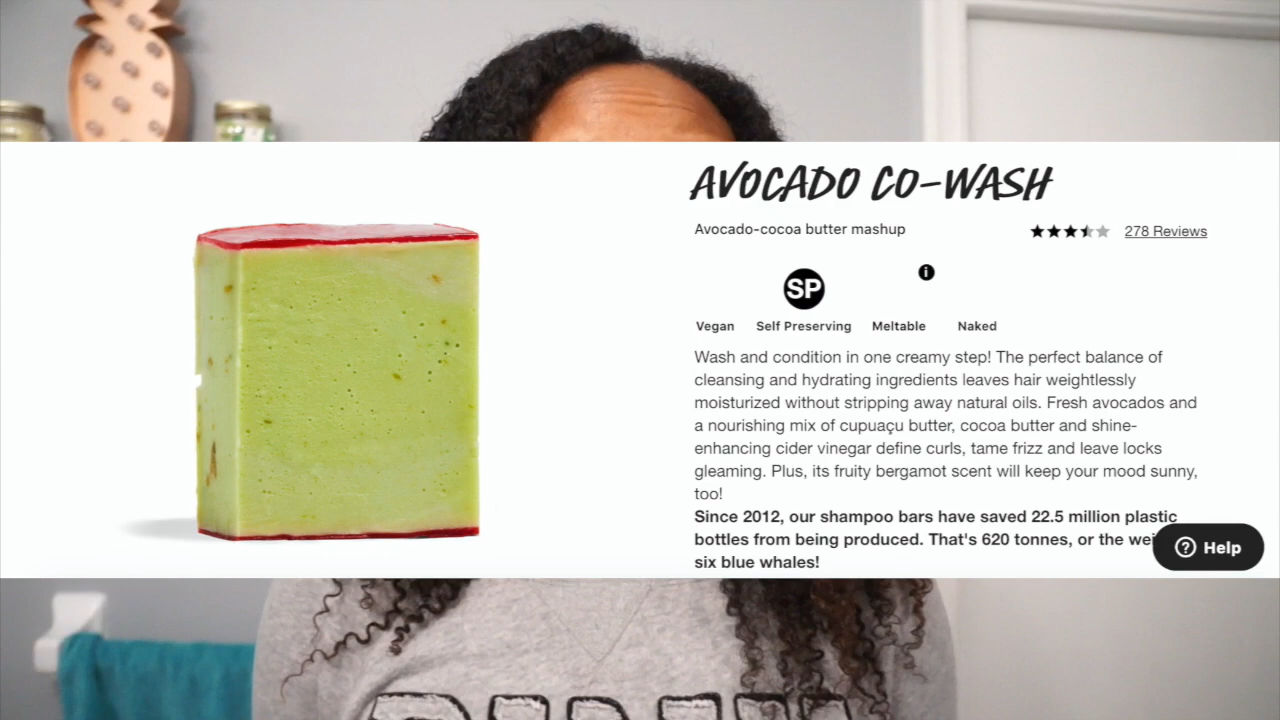 AVOCADO CO-WASH
Avocado-cocoa butter mashup
278 Reviews
SP
i
Vegan Self Preserving Meltable Naked
Wash and condition in one creamy step! The perfect balance of
cleansing and hydrating ingredients leaves hair weightlessly
moisturized without stripping away natural oils. Fresh avocados and
a nourishing mix of cupuaçu butter, cocoa butter and shine-
enhancing cider vinegar define curls, tame frizz and leave locks
gleaming. Plus, its fruity bergamot scent will keep your mood sunny,
too!
Since 2012, our shampoo bars have saved 22.5 million plastic
bottles from being produced. That's 620 tonnes, or the
six blue whales!
? Help